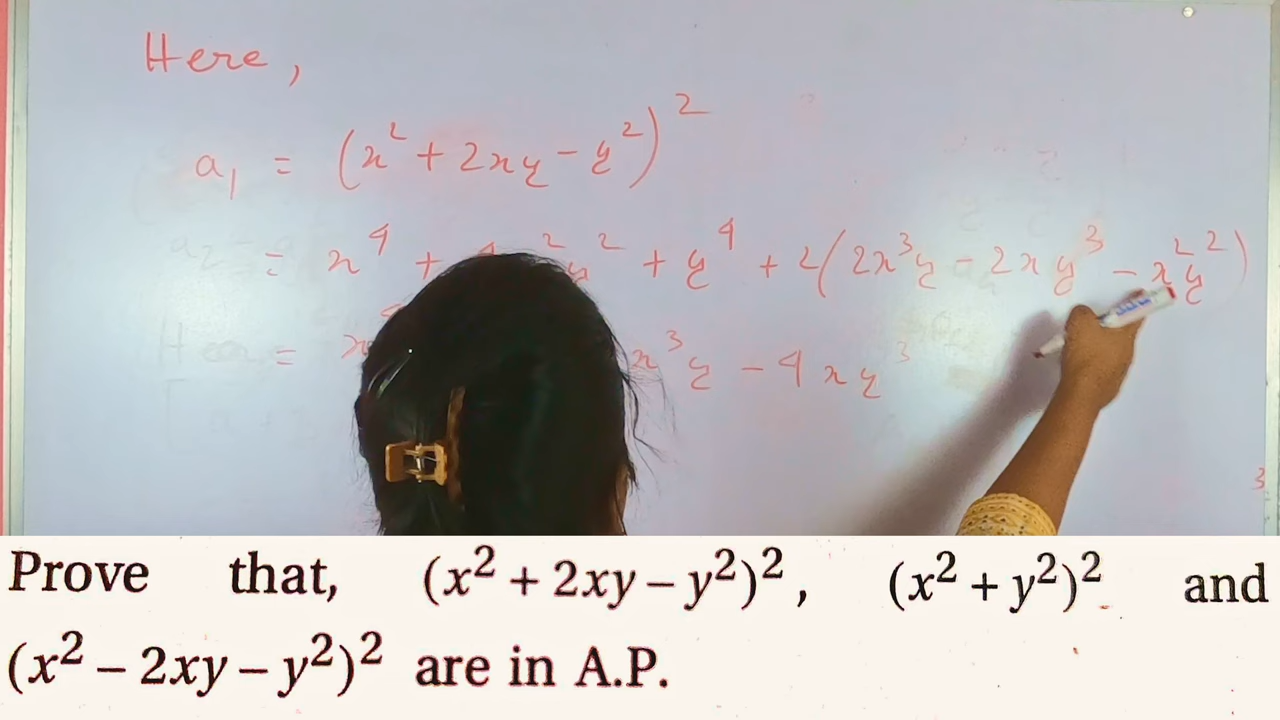 Here,
a₁ = (x² + 2xy − y²)²
= x⁴ + y² + y⁴ + 2(2x³y − 2xy³ − x²y²)
= x x³y − 4xy³
Prove that, (x² + 2xy − y²)², (x² + y²)² and
(x² − 2xy − y²)² are in A.P.